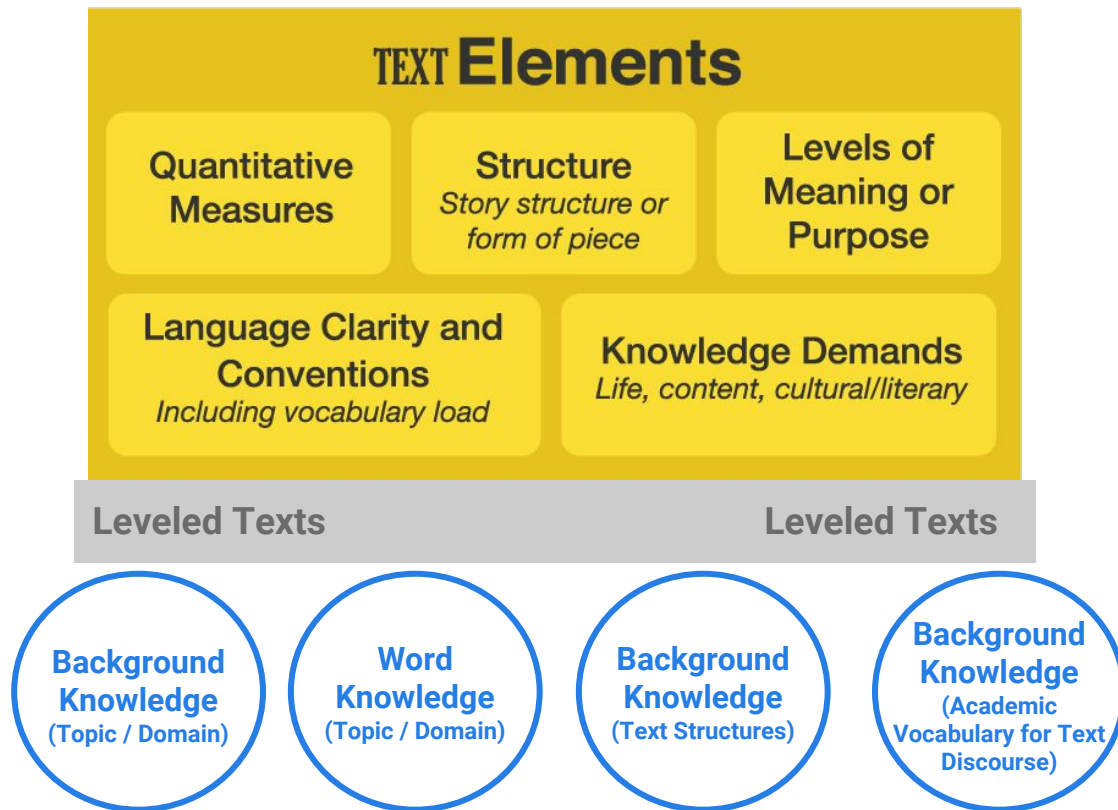 TEXT Elements
Quantitative
Measures
Structure
Story structure or
form of piece
Levels of
Meaning or
Purpose
Language Clarity and
Conventions
Including vocabulary load
Knowledge Demands
Life, content, cultural/literary
Leveled Texts
Leveled Texts
Background
Knowledge
(Topic / Domain)
Word
Knowledge
(Topic / Domain)
Background
Knowledge
(Text Structures)
Background
Knowledge
(Academic
Vocabulary for Text
Discourse)